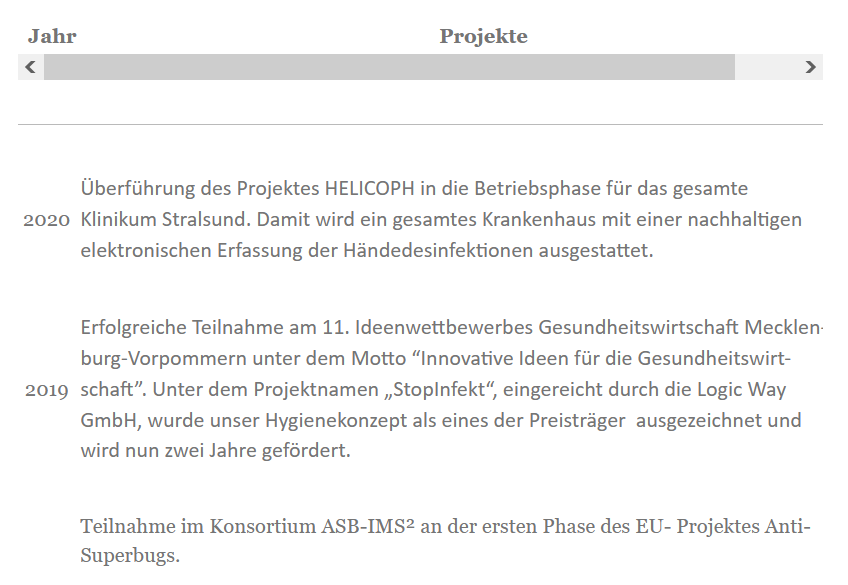 Jahr Projekte
Überführung des Projektes HELICOPH in die Betriebsphase für das gesamte
2020 Klinikum Stralsund. Damit wird ein gesamtes Krankenhaus mit einer nachhaltigen
elektronischen Erfassung der Händedesinfektionen ausgestattet.
Erfolgreiche Teilnahme am 11. Ideenwettbewerbes Gesundheitswirtschaft Mecklen-
burg-Vorpommern unter dem Motto “Innovative Ideen für die Gesundheitswirt-
2019 schaft”. Unter dem Projektnamen „StopInfekt“, eingereicht durch die Logic Way
GmbH, wurde unser Hygienekonzept als eines der Preisträger  ausgezeichnet und
wird nun zwei Jahre gefördert.
Teilnahme im Konsortium ASB-IMS² an der ersten Phase des EU- Projektes Anti-
Superbugs.